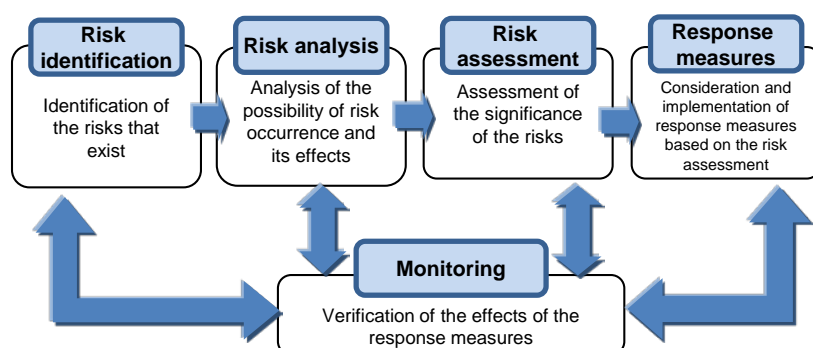 Risk
identification
Identification of
the risks that
exist
Risk analysis
Analysis of the
possibility of risk
occurrence and
its effects
Risk
assessment
Assessment of
the significance
of the risks
Response
measures
Consideration and
implementation of
response measures
based on the risk
assessment
Monitoring
Verification of the effects of the
response measures